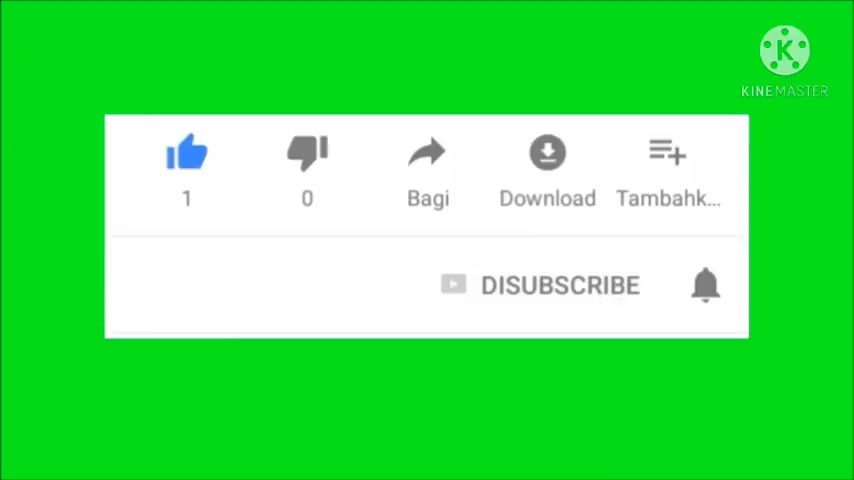 K
KINEMASTER
1 0 Bagi Download Tambahk...
DISUBSCRIBE